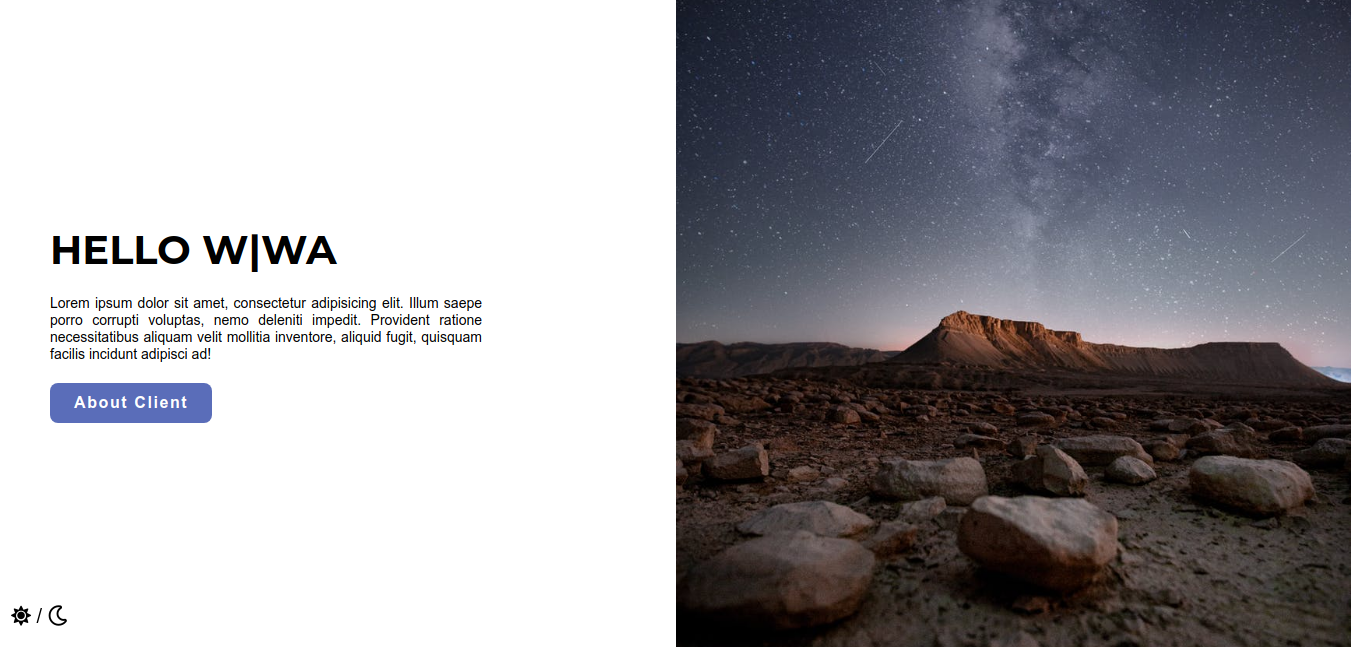 HELLO W|WA
Lorem ipsum dolor sit amet, consectetur adipisicing elit. Illum saepe
porro corrupti voluptas, nemo deleniti impedit. Provident ratione
necessitatibus aliquam velit mollitia inventore, aliquid fugit, quisquam
facilis incidunt adipisci ad!
About Client
/